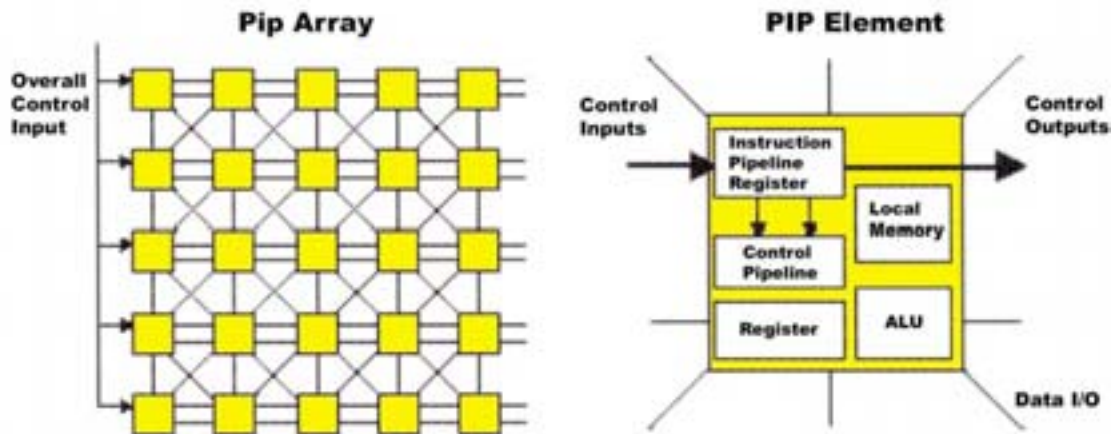 Pip Array
PIP Element
Overall
Control
Input
Control
Inputs
Control
Outputs
Instruction
Pipeline
Register
Local
Memory
Control
Pipeline
Register
ALU
Data I/O